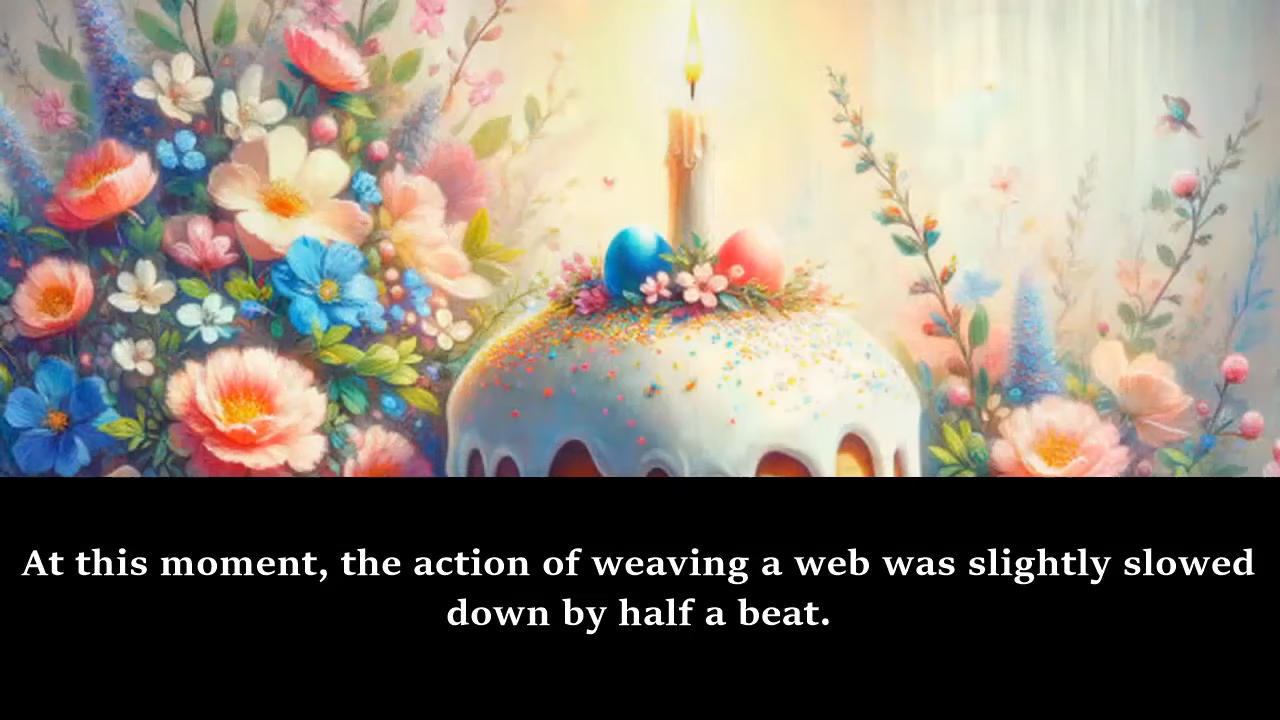 At this moment, the action of weaving a web was slightly slowed
down by half a beat.